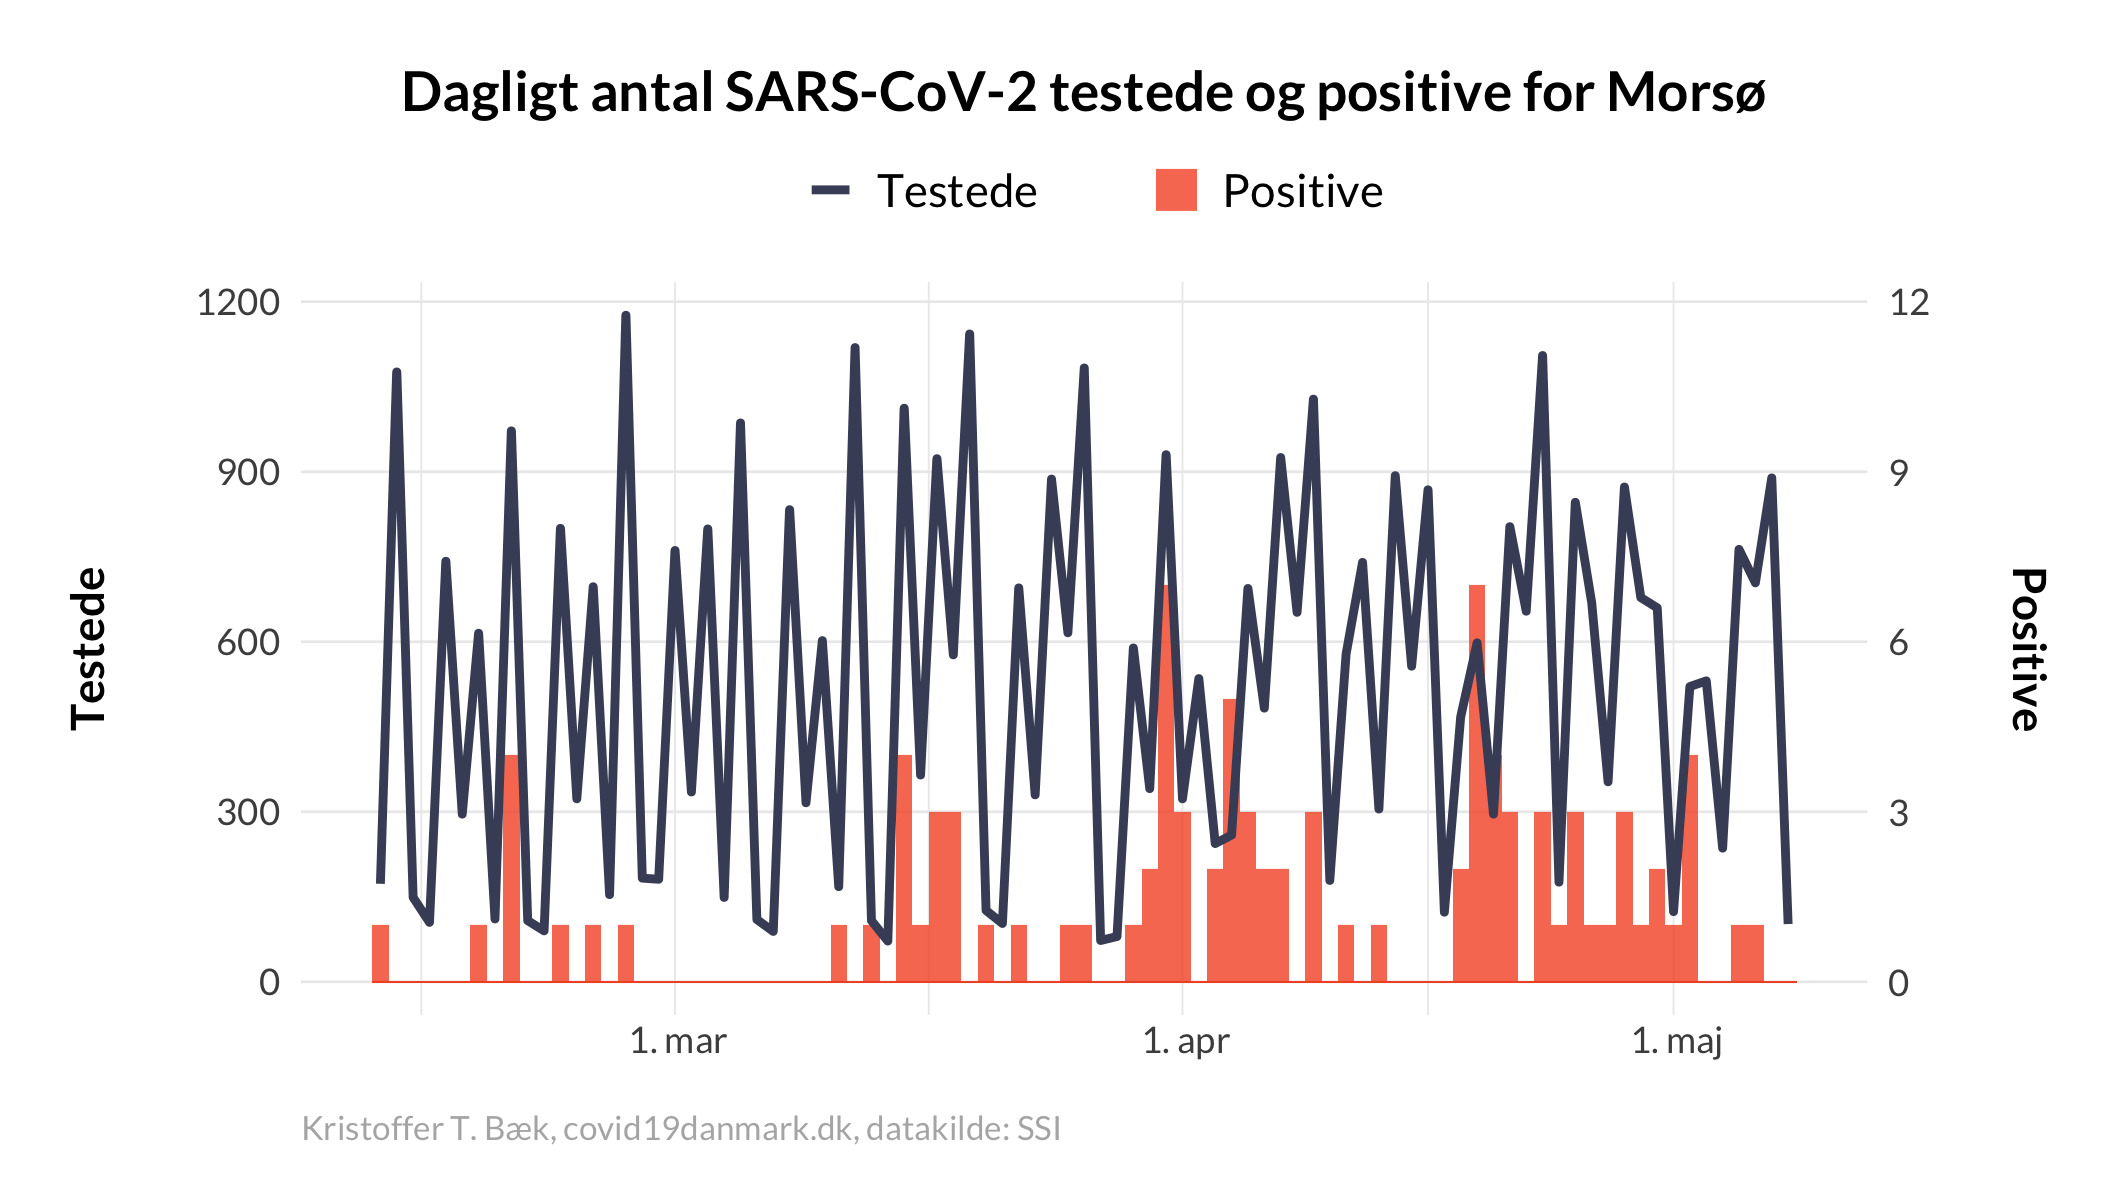 Dagligt antal SARS-CoV-2 testede og positive for Morsø
Testede Positive
1200 12
900 9
600 6
300 3
0 0
Testede
Positive
1. mar 1. apr 1. maj
Kristoffer T. Bæk, covid19danmark.dk, datakilde: SSI